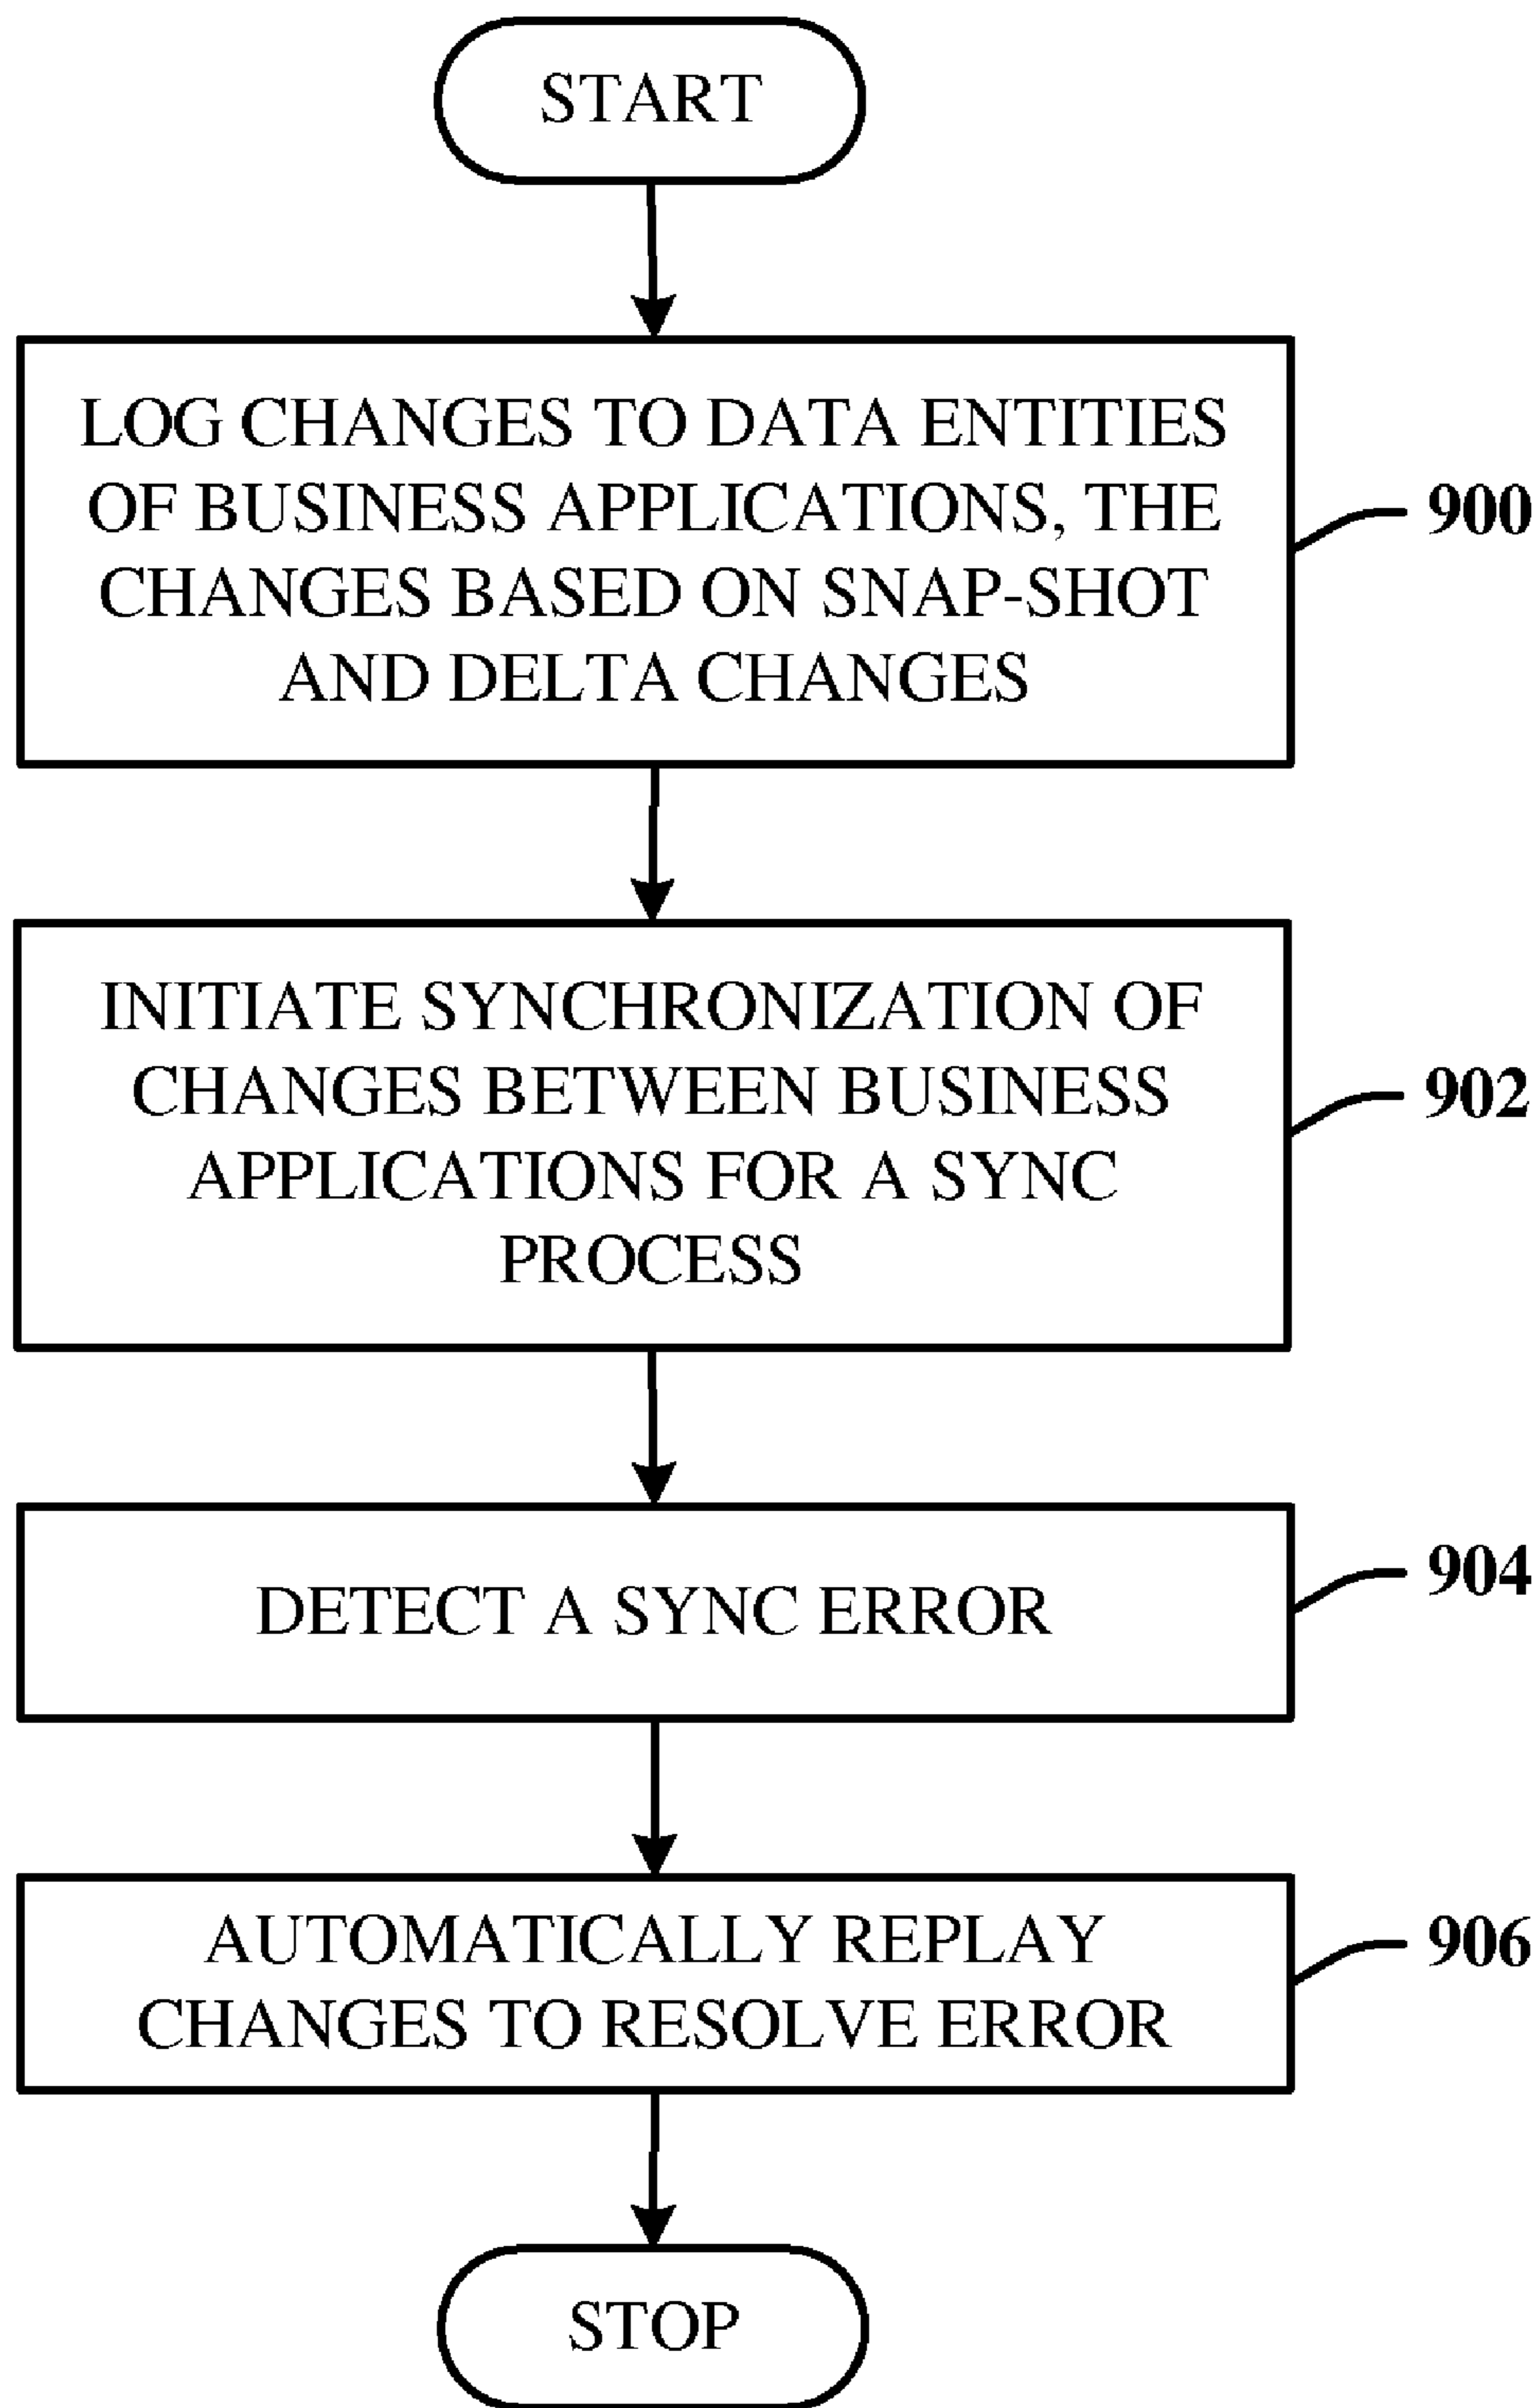 START
LOG CHANGES TO DATA ENTITIES
OF BUSINESS APPLICATIONS, THE
CHANGES BASED ON SNAP-SHOT
AND DELTA CHANGES
900
INITIATE SYNCHRONIZATION OF
CHANGES BETWEEN BUSINESS
APPLICATIONS FOR A SYNC
PROCESS
902
DETECT A SYNC ERROR
904
AUTOMATICALLY REPLAY
CHANGES TO RESOLVE ERROR
906
STOP